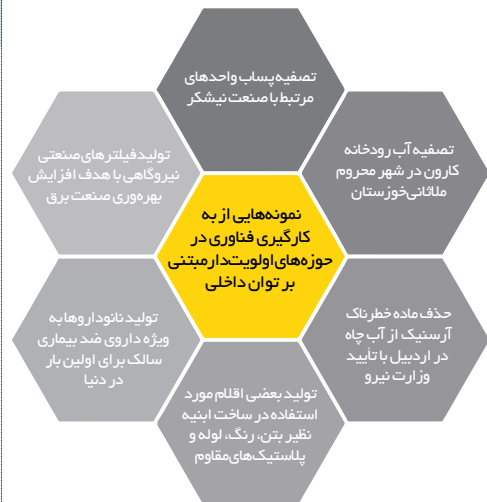 تصفیه پساب واحدهای
مرتبط با صنعت نیشکر
تصفیه آب رودخانه
کارون در شهر محروم
ملاثانی خوزستان
تولید فیلترهای صنعتی
نیروگاهی با هدف افزایش
بهره‌وری صنعت برق
نمونه‌هایی از به
کارگیری فناوری در
حوزه‌های اولویت‌دار مبتنی
بر توان داخلی
حذف ماده خطرناک
آرسنیک از آب چاه
در اردبیل با تأیید
وزارت نیرو
تولید نانوداروها به
ویژه داروی ضد بیماری
سالک برای اولین بار
در دنیا
تولید بعضی اقلام مورد
استفاده در ساخت ابنیه
نظیر بتن، رنگ، لوله و
پلاستیک‌های مقاوم